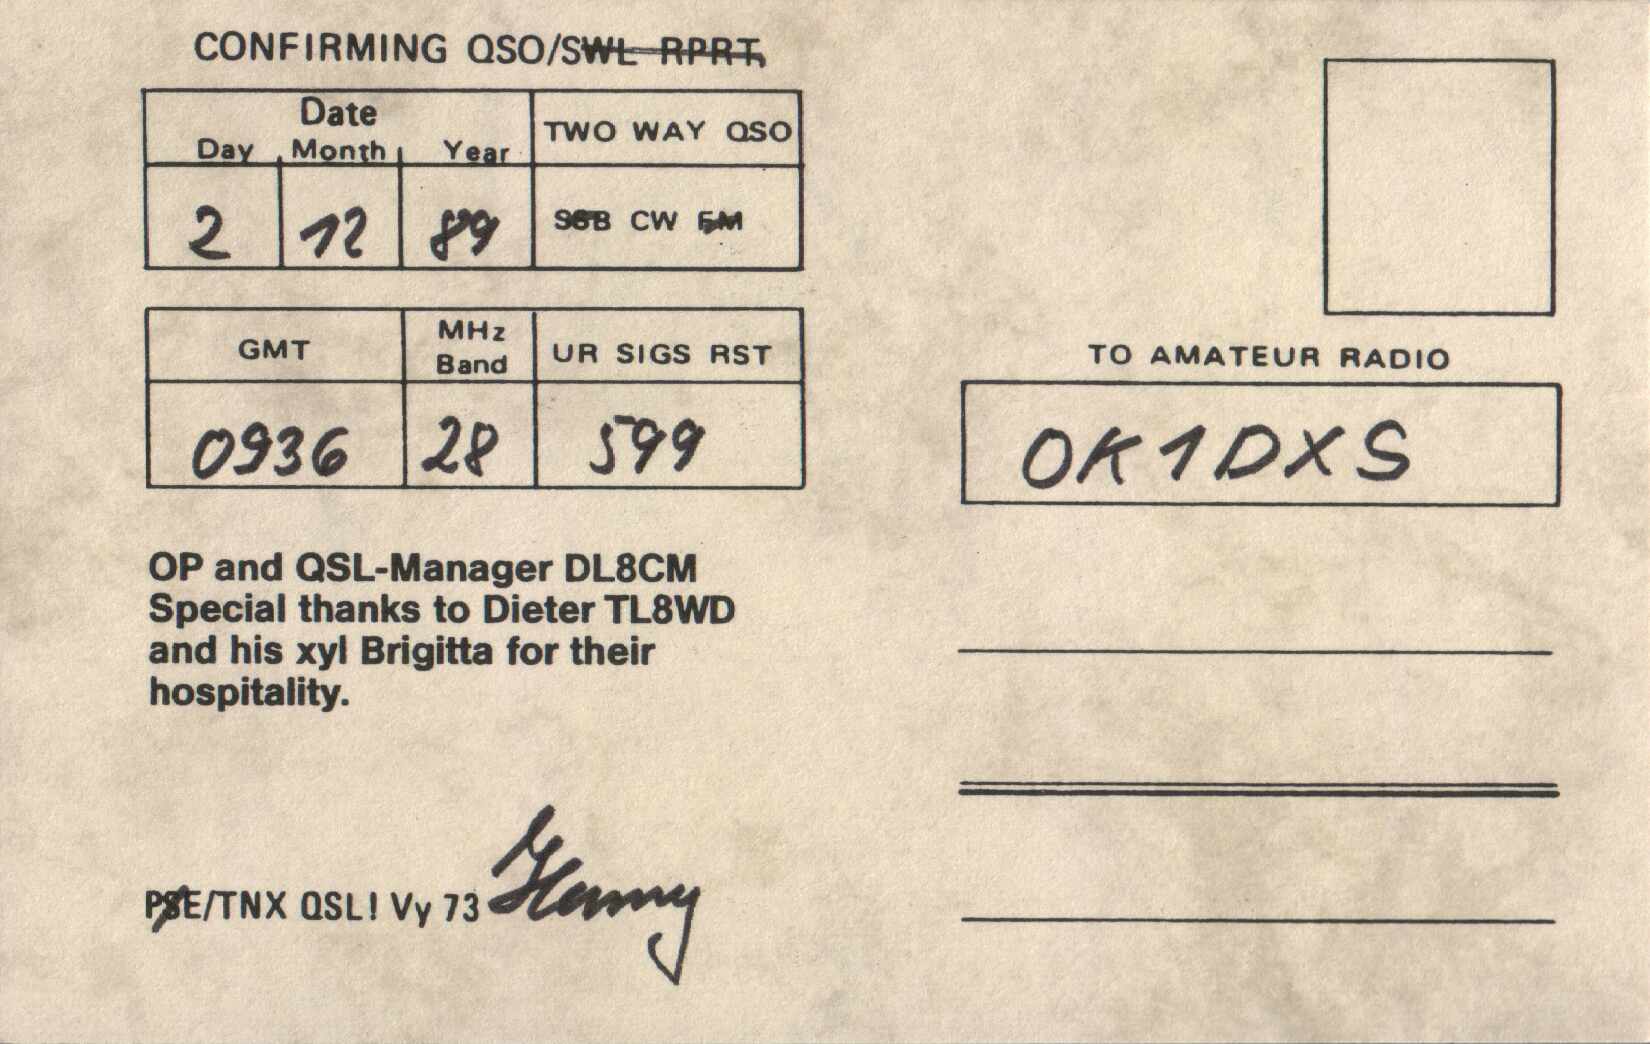 CONFIRMING QSO/SWL RPRT,
Date
Day Month Year
TWO WAY QSO
2 12 89
SSB CW FM
GMT
MHz
Band
UR SIGS RST
0936 28 599
TO AMATEUR RADIO
OK1DXS
OP and QSL-Manager DL8CM
Special thanks to Dieter TL8WD
and his xyl Brigitta for their
hospitality.
PSE/TNX QSL! Vy 73